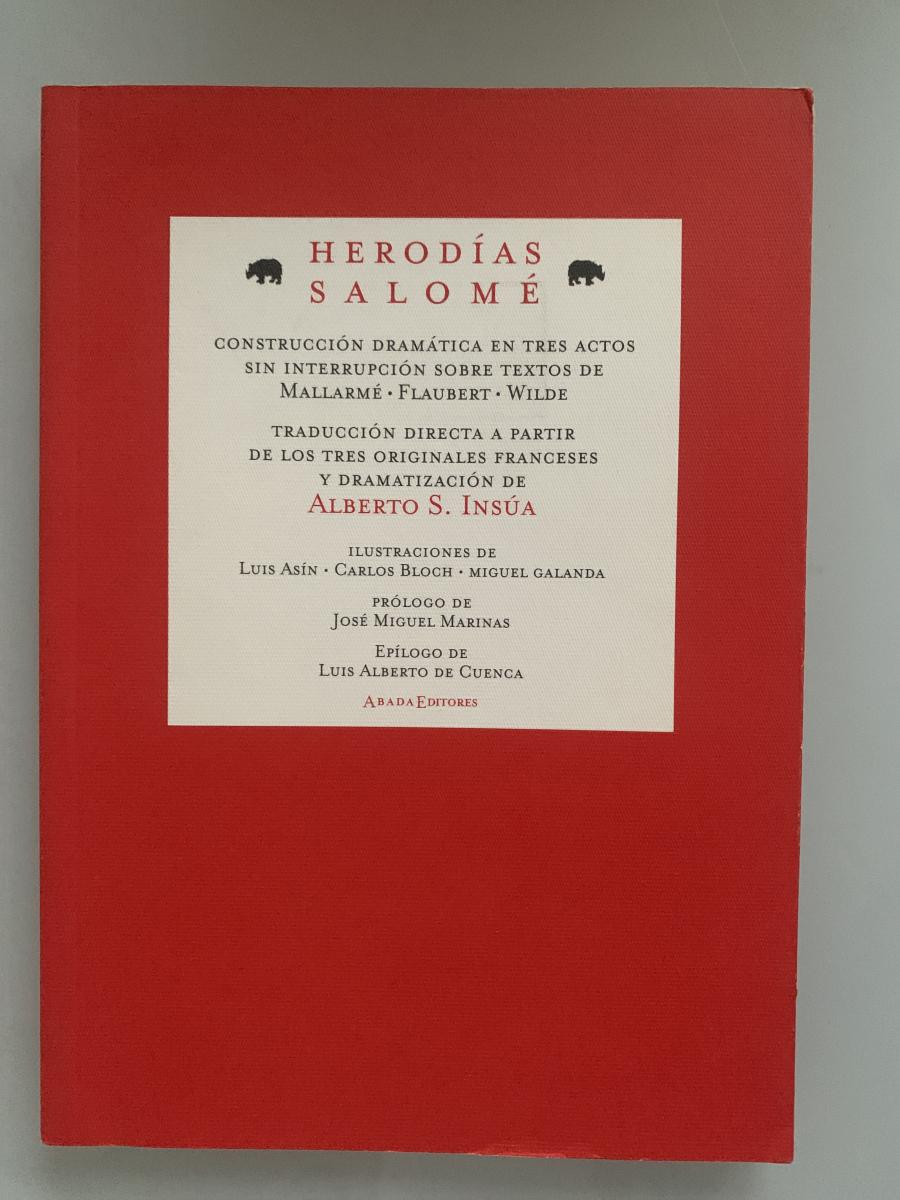 HERODÍAS
SALOMÉ
CONSTRUCCIÓN DRAMÁTICA EN TRES ACTOS
SIN INTERRUPCIÓN SOBRE TEXTOS DE
MALLARMÉ · FLAUBERT · WILDE
TRADUCCIÓN DIRECTA A PARTIR
DE LOS TRES ORIGINALES FRANCESES
Y DRAMATIZACIÓN DE
ALBERTO S. INSÚA
ILUSTRACIONES DE
LUIS ASÍN · CARLOS BLOCH · MIGUEL GALANDA
PRÓLOGO DE
JOSÉ MIGUEL MARINAS
EPÍLOGO DE
LUIS ALBERTO DE CUENCA
ABADAEDITORES